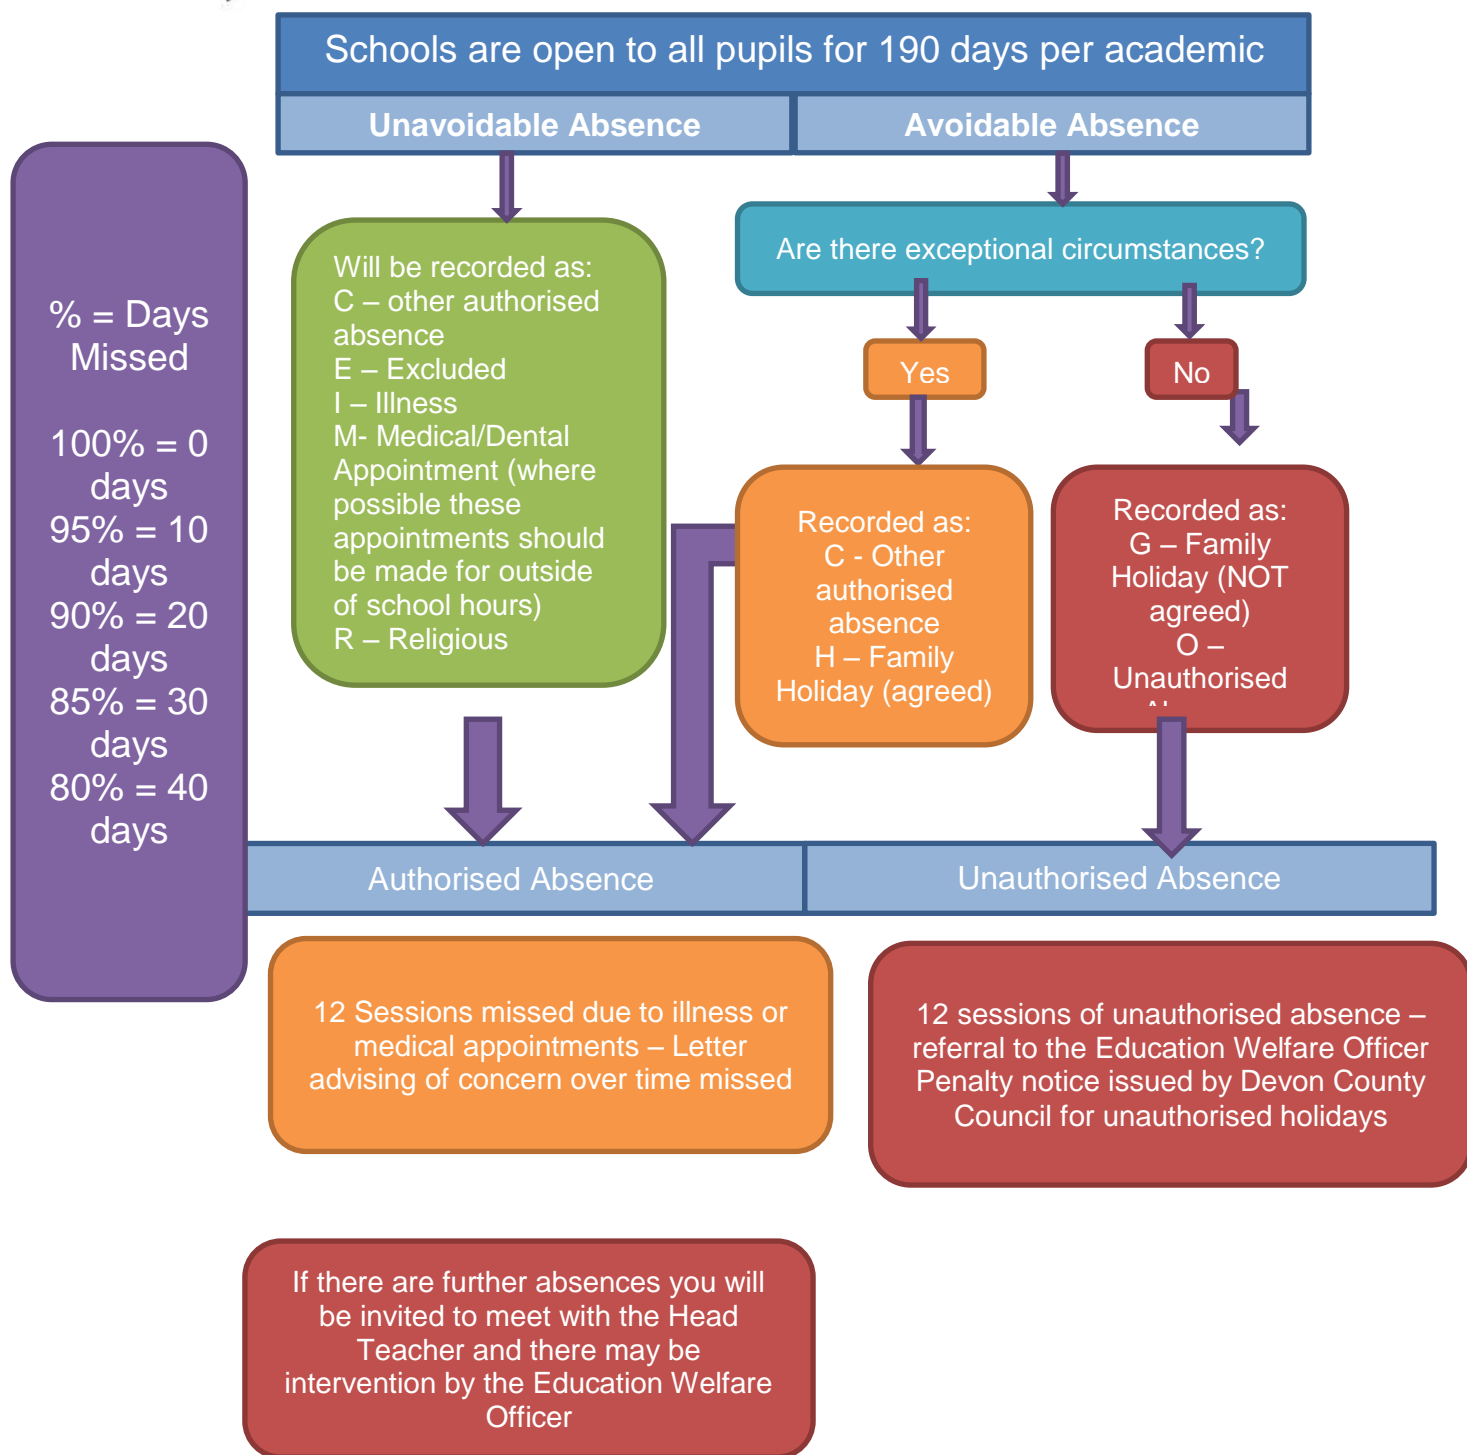 Schools are open to all pupils for 190 days per academic
Unavoidable Absence
Avoidable Absence
% = Days
Missed
100% = 0
days
95% = 10
days
90% = 20
days
85% = 30
days
80% = 40
days
Will be recorded as:
C – other authorised
absence
E – Excluded
I – Illness
M- Medical/Dental
Appointment (where
possible these
appointments should
be made for outside
of school hours)
R – Religious
Are there exceptional circumstances?
Yes
No
Recorded as:
C - Other
authorised
absence
H – Family
Holiday (agreed)
Recorded as:
G – Family
Holiday (NOT
agreed)
O –
Unauthorised
Authorised Absence
Unauthorised Absence
12 Sessions missed due to illness or
medical appointments – Letter
advising of concern over time missed
12 sessions of unauthorised absence –
referral to the Education Welfare Officer
Penalty notice issued by Devon County
Council for unauthorised holidays
If there are further absences you will
be invited to meet with the Head
Teacher and there may be
intervention by the Education Welfare
Officer